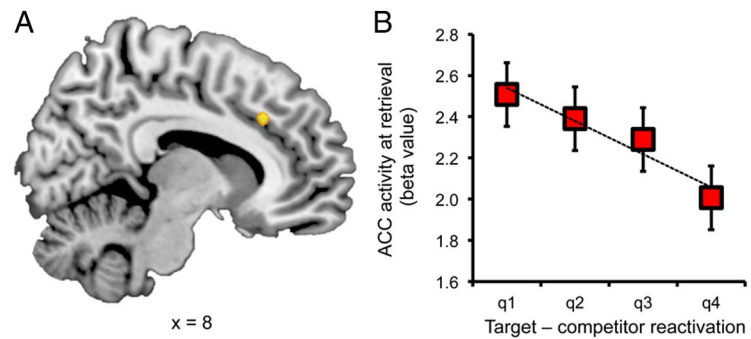 A
x = 8
B
ACC activity at retrieval
(beta value)
2.8
2.6
2.4
2.2
2.0
1.8
1.6
q1 q2 q3 q4
Target – competitor reactivation